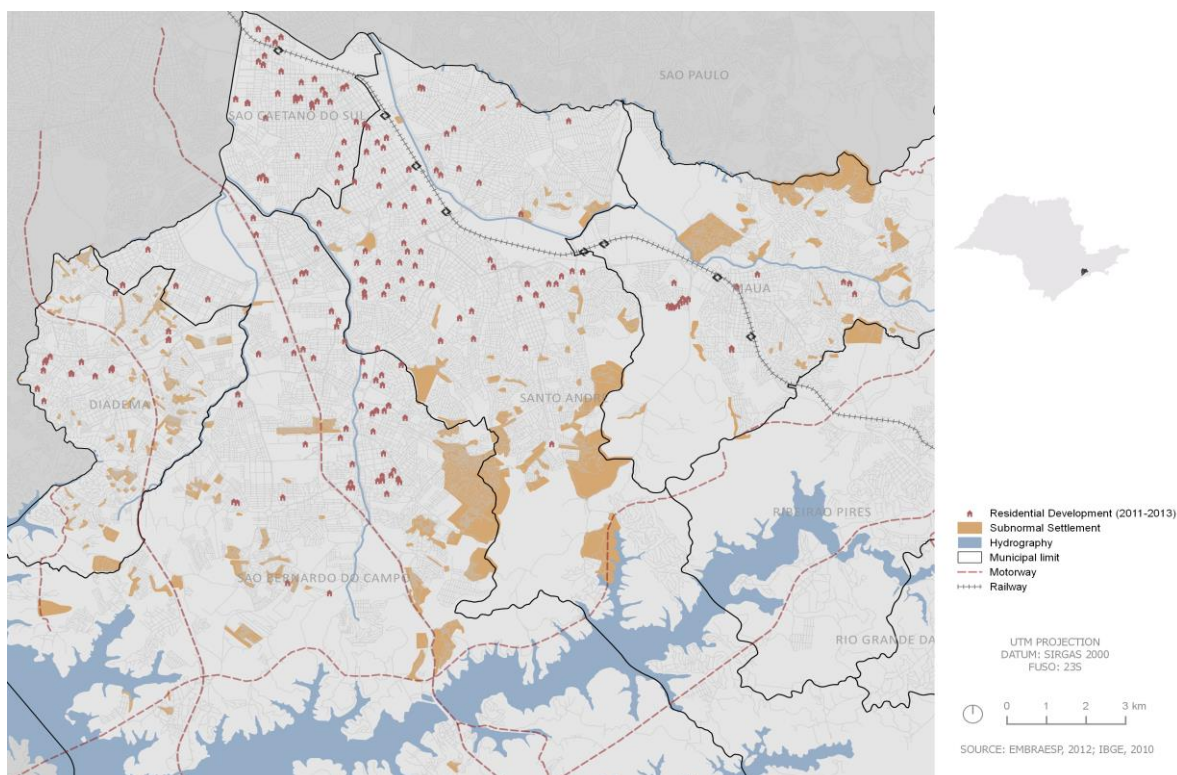 SAO PAULO
SAO CAETANO DO SUL
MAUA
DIADEMA
SANTO ANDRE
RIBEIRAO PIRES
SAO BERNARDO DO CAMPO
RIO GRANDE DA
Residential Development (2011-2013)
Subnormal Settlement
Hydrography
Municipal limit
Motorway
Railway
UTM PROJECTION
DATUM: SIRGAS 2000
FUSO: 23S
0 1 2 3 km
SOURCE: EMBRAESP, 2012; IBGE, 2010